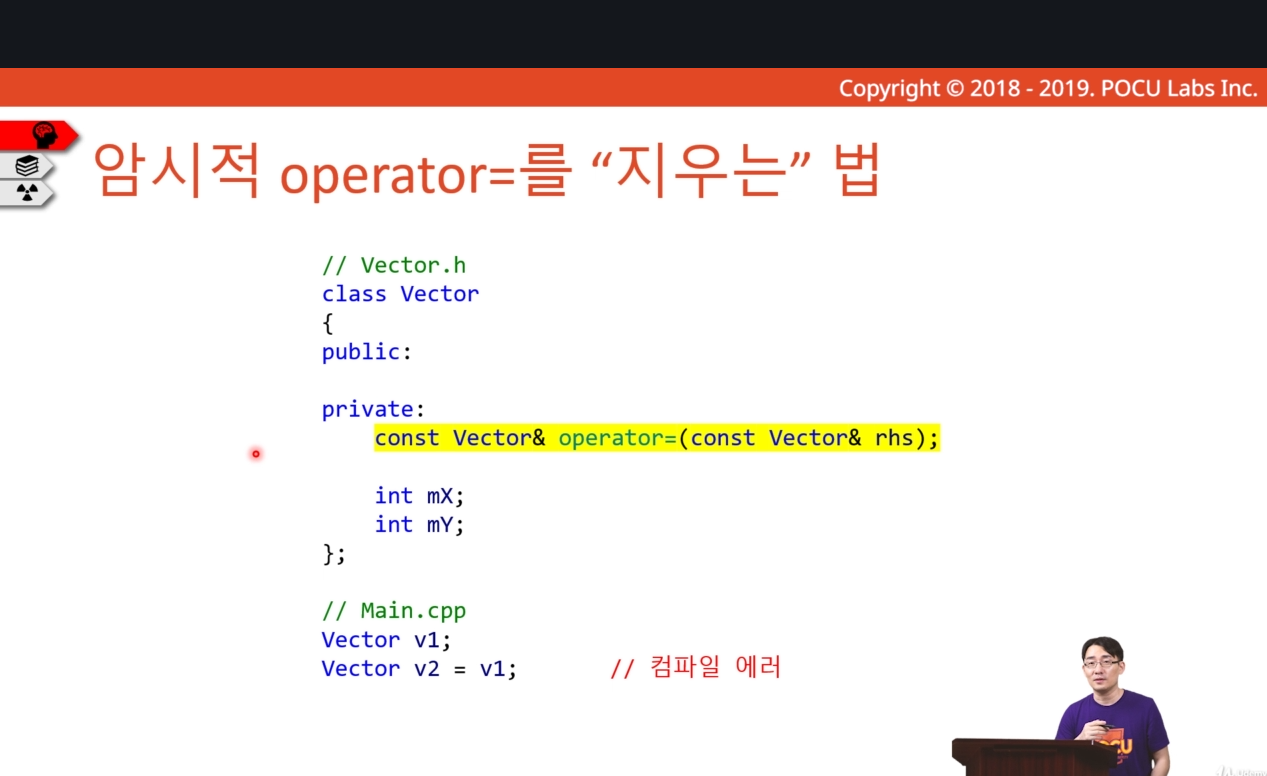 Copyright © 2018 - 2019. POCU Labs Inc.
암시적 operator=를 “지우는” 법
// Vector.h
class Vector
{
public:
private:
const Vector& operator=(const Vector& rhs);
int mX;
int mY;
};
// Main.cpp
Vector v1;
Vector v2 = v1; // 컴파일 에러